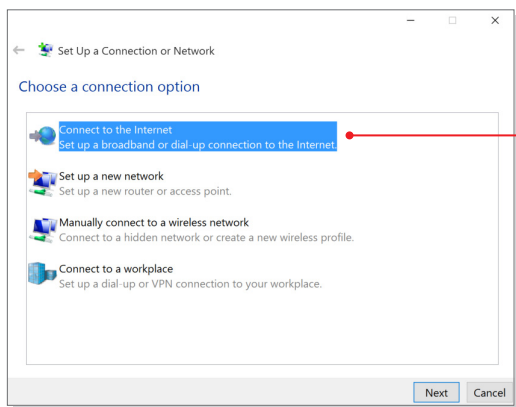 Set Up a Connection or Network
Choose a connection option
Connect to the Internet
Set up a broadband or dial-up connection to the Internet.
Set up a new network
Set up a new router or access point.
Manually connect to a wireless network
Connect to a hidden network or create a new wireless profile.
Connect to a workplace
Set up a dial-up or VPN connection to your workplace.
Next Cancel